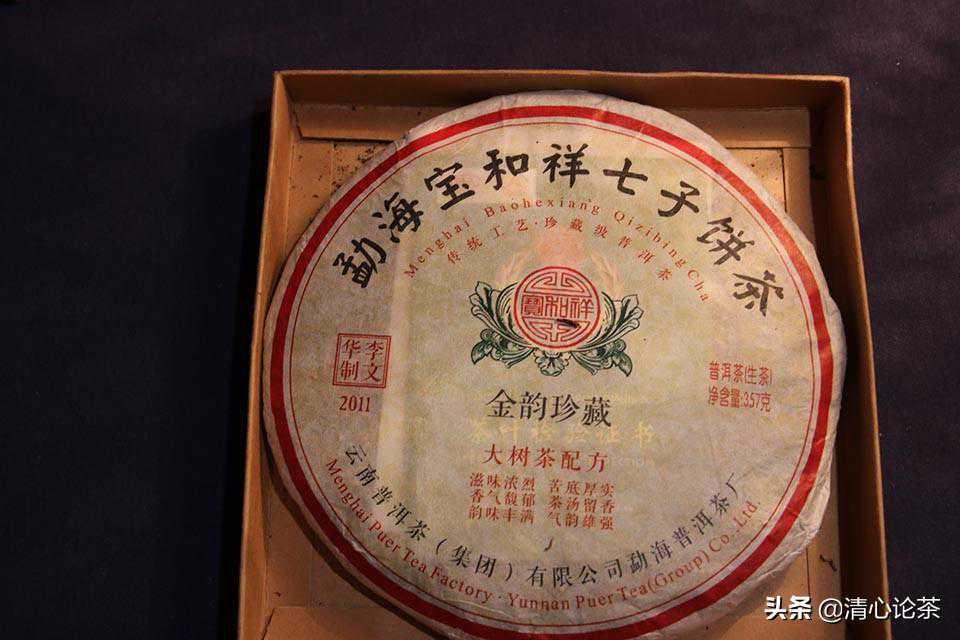 勐海宝和祥七子饼茶
Menghai Baohexiang Qizibing Cha
传统工艺·珍藏级普洱茶
寶和祥
李文
华制
2011
普洱茶(生茶)
净含量:357克
金韵珍藏
大树茶配方
滋味浓烈 苦底厚实
香气馥郁 茶汤留香
韵味丰满 气韵雄强
云南普洱茶(集团)有限公司勐海普洱茶厂
Menghai Puer Tea Factory·Yunnan Puer Tea(Group) Co.,Ltd.
头条 @清心论茶